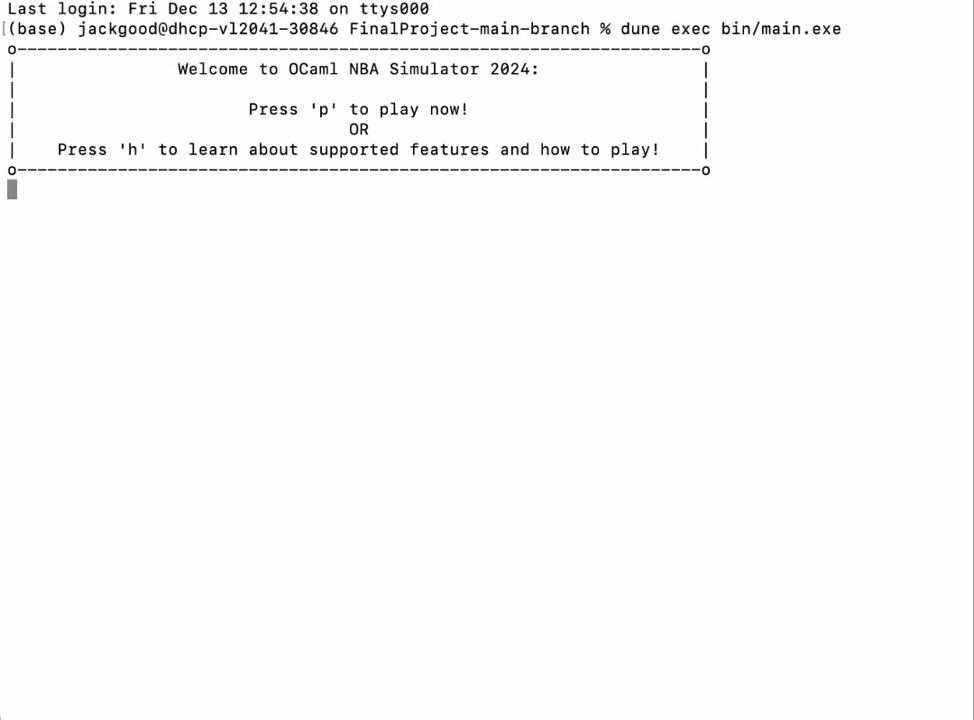 Last login: Fri Dec 13 12:54:38 on ttys000
[(base) jackgood@dhcp-vl2041-30846 FinalProject-main-branch % dune exec bin/main.exe
o--------------------------------------------------------------------o
| Welcome to OCaml NBA Simulator 2024: |
| |
| Press 'p' to play now! |
| OR |
| Press 'h' to learn about supported features and how to play! |
o--------------------------------------------------------------------o